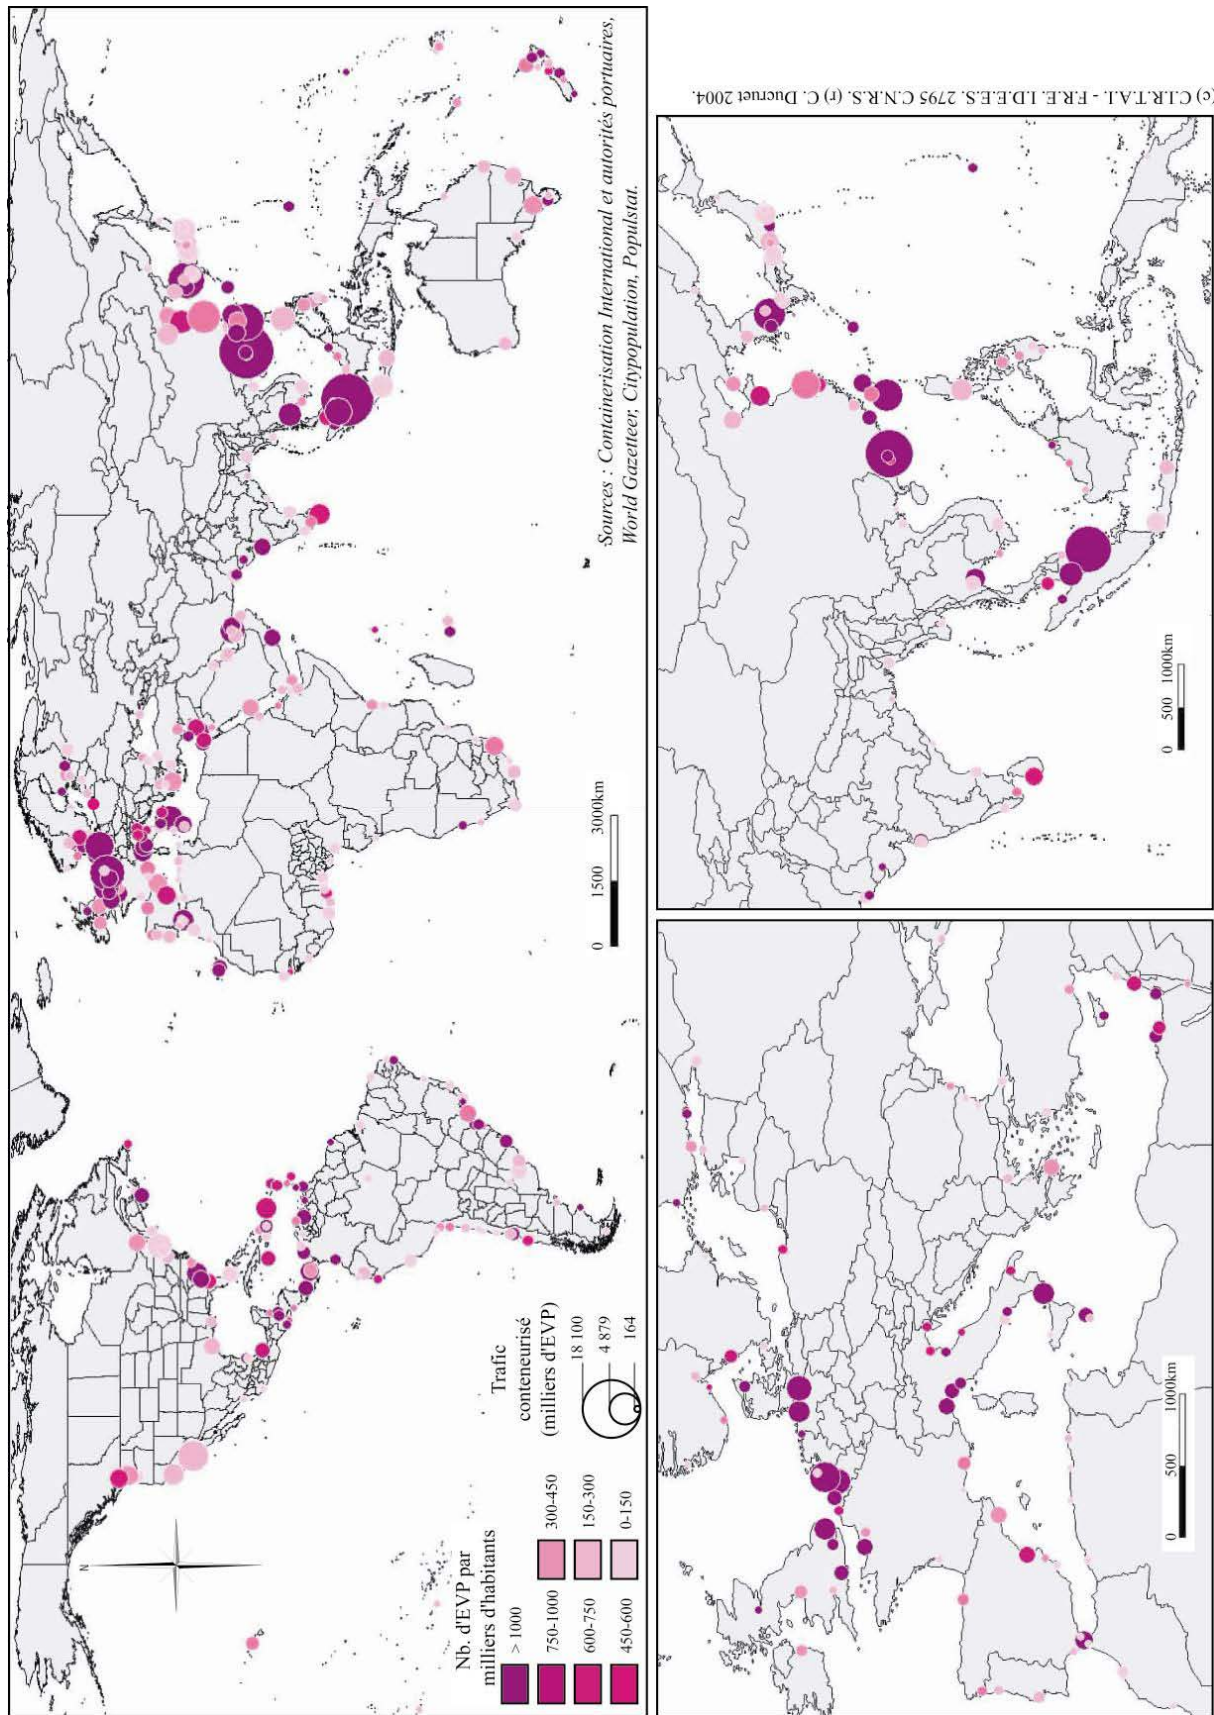 N
0 1500 3000km
Sources : Containerisation International et autorités portuaires,
World Gazetteer, Citypopulation, Populstat.
Nb. d'EVP par
milliers d'habitants
> 1000
750-1000
600-750
450-600
300-450
150-300
0-150
Trafic
conteneurisé
(milliers d'EVP)
18 100
4 879
164
0 500 1000km
0 500 1000km
(c) C.I.R.T.A.I. - F.R.E. I.D.E.E.S. 2795 C.N.R.S. (r) C. Ducruet 2004.